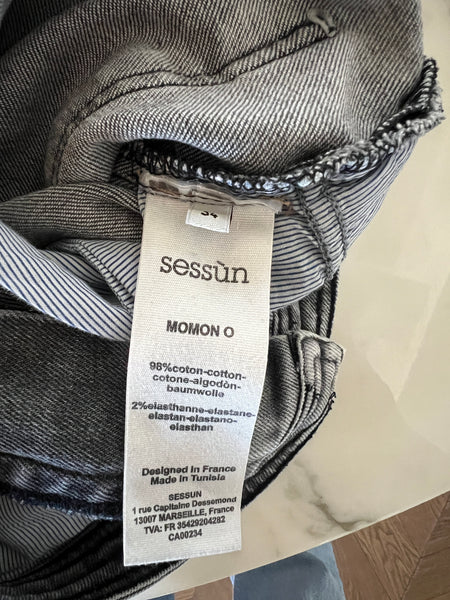 34
sessùn
MOMON O
98%coton-cotton-
cotone-algodòn-
baumwolle
2%elasthanne-elastane-
elastan-elastano-
elasthan
Designed in France
Made in Tunisia
SESSUN
1 rue Capitaine Dessemond
13007 MARSEILLE, France
TVA: FR 35429204282
CA00234